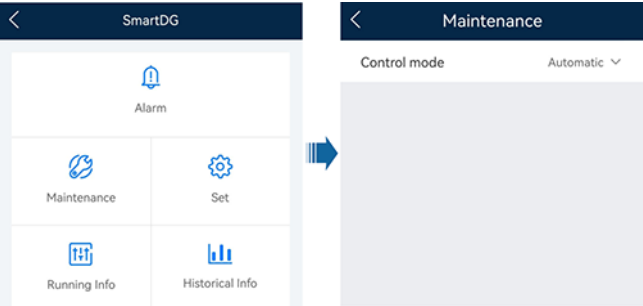 SmartDG
Alarm
Maintenance
Set
Running Info
Historical Info
Maintenance
Control mode
Automatic